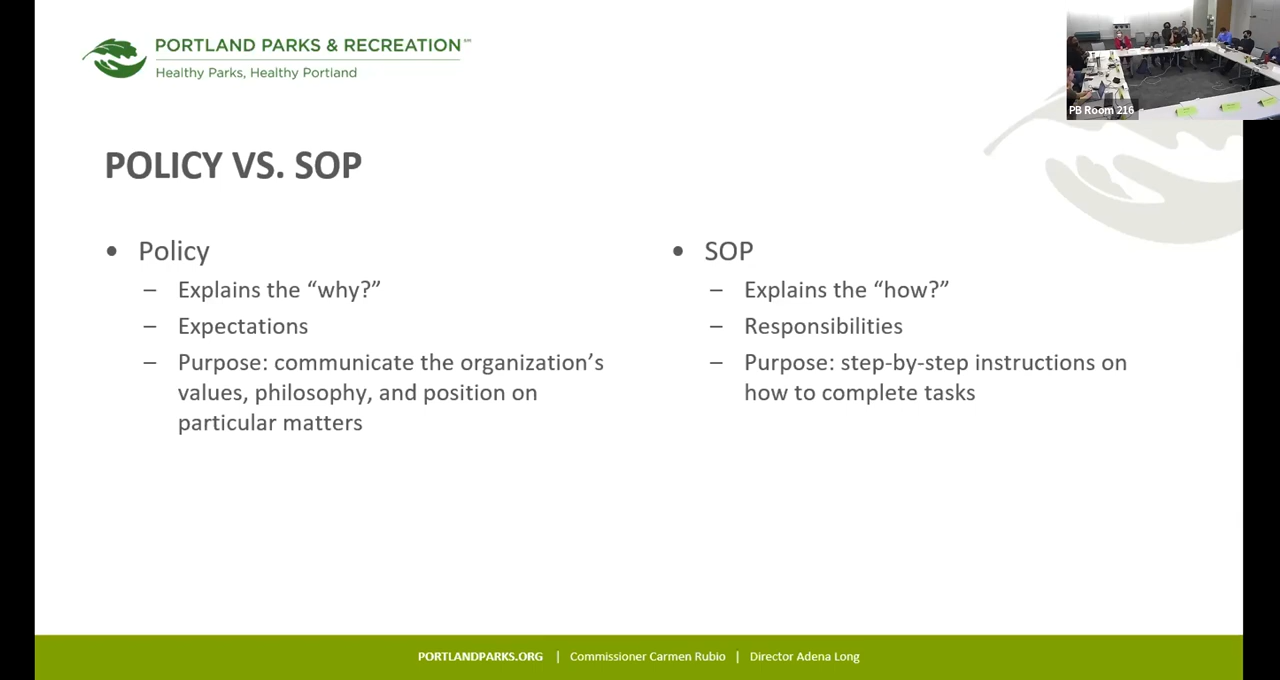 PORTLAND PARKS & RECREATION℠
Healthy Parks, Healthy Portland
PB Room 216
POLICY VS. SOP
• Policy
– Explains the “why?”
– Expectations
– Purpose: communicate the organization’s
values, philosophy, and position on
particular matters
• SOP
– Explains the “how?”
– Responsibilities
– Purpose: step-by-step instructions on
how to complete tasks
PORTLANDPARKS.ORG | Commissioner Carmen Rubio | Director Adena Long